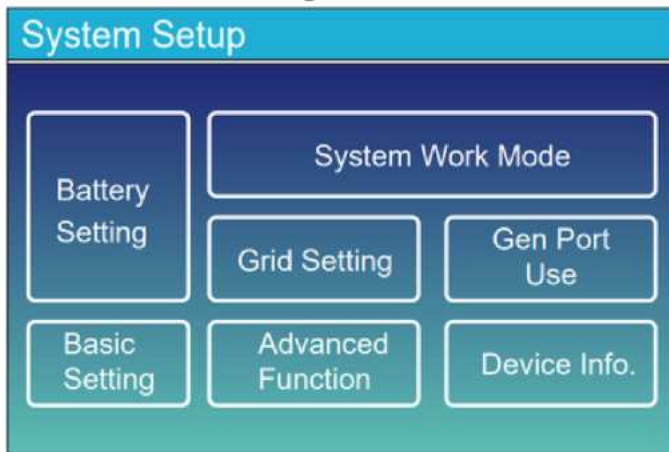 System Setup
Battery
Setting
System Work Mode
Grid Setting
Gen Port
Use
Basic
Setting
Advanced
Function
Device Info.